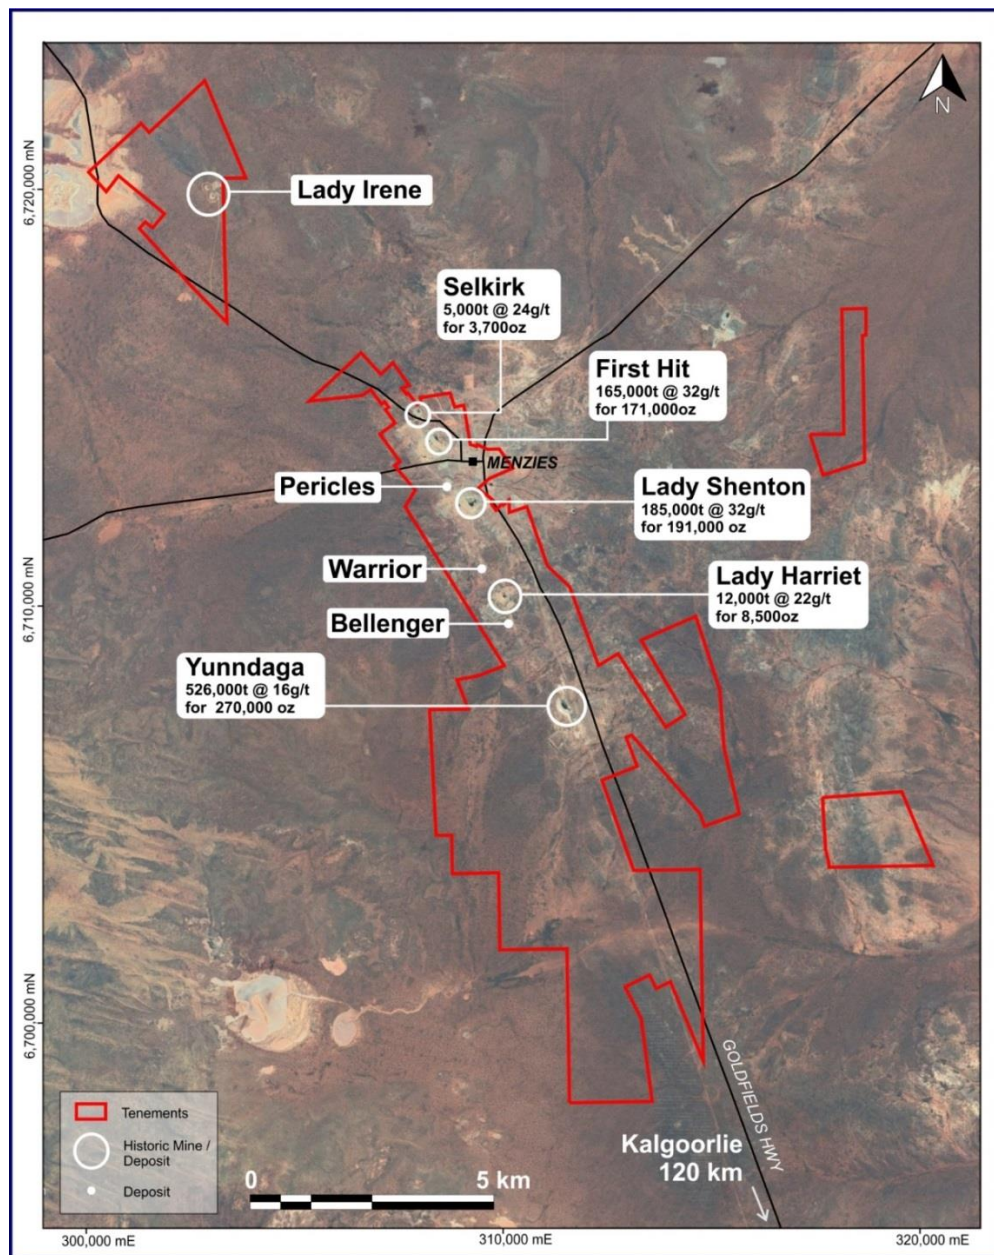 N
6,720,000 mN
Lady Irene
Selkirk
5,000t @ 24g/t
for 3,700oz
First Hit
165,000t @ 32g/t
for 171,000oz
MENZIES
Pericles
Lady Shenton
185,000t @ 32g/t
for 191,000 oz
Warrior
6,710,000 mN
Lady Harriet
12,000t @ 22g/t
for 8,500oz
Bellenger
Yunndaga
526,000t @ 16g/t
for 270,000 oz
6,700,000 mN
GOLDFIELDS HWY
Tenements
Historic Mine /
Deposit
Deposit
0 5 km
Kalgoorlie
120 km
300,000 mE 310,000 mE 320,000 mE